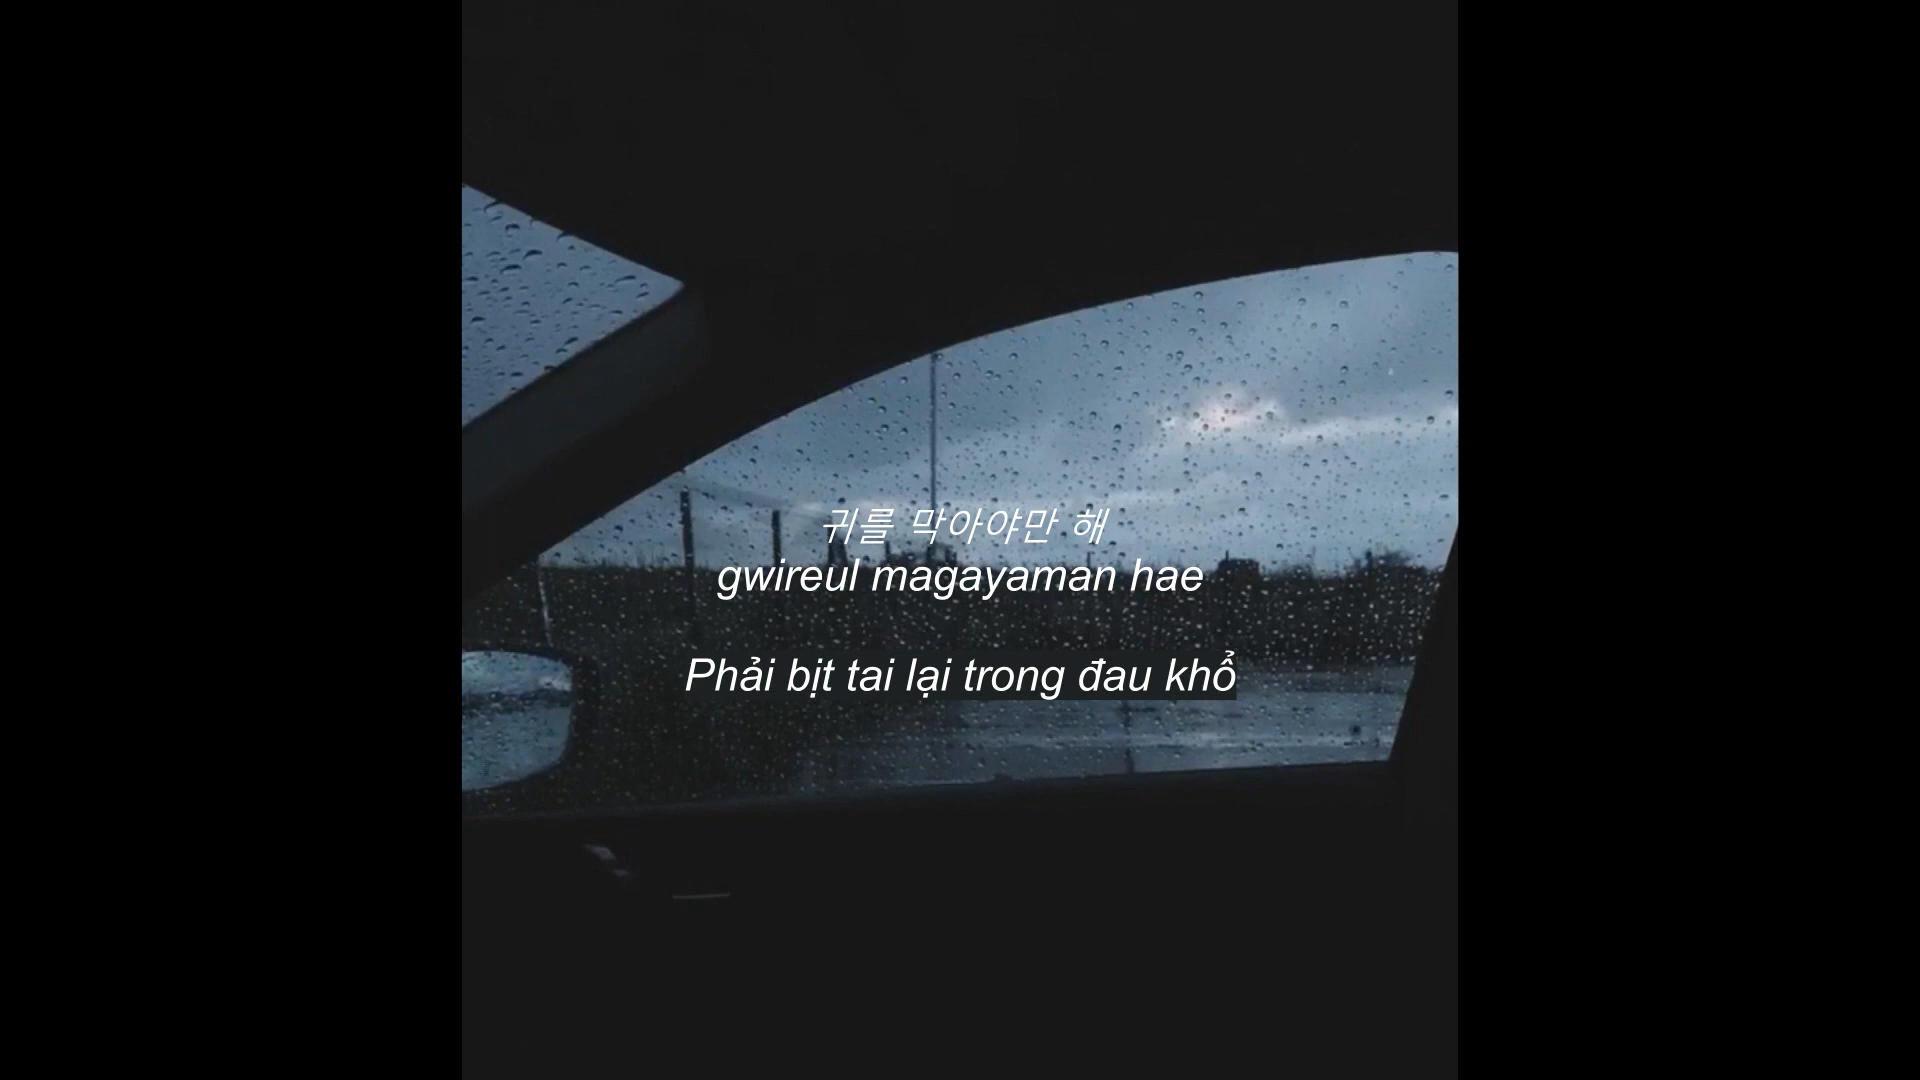 귀를 막아야만 해
gwireul magayaman hae
Phải bịt tai lại trong đau khổ